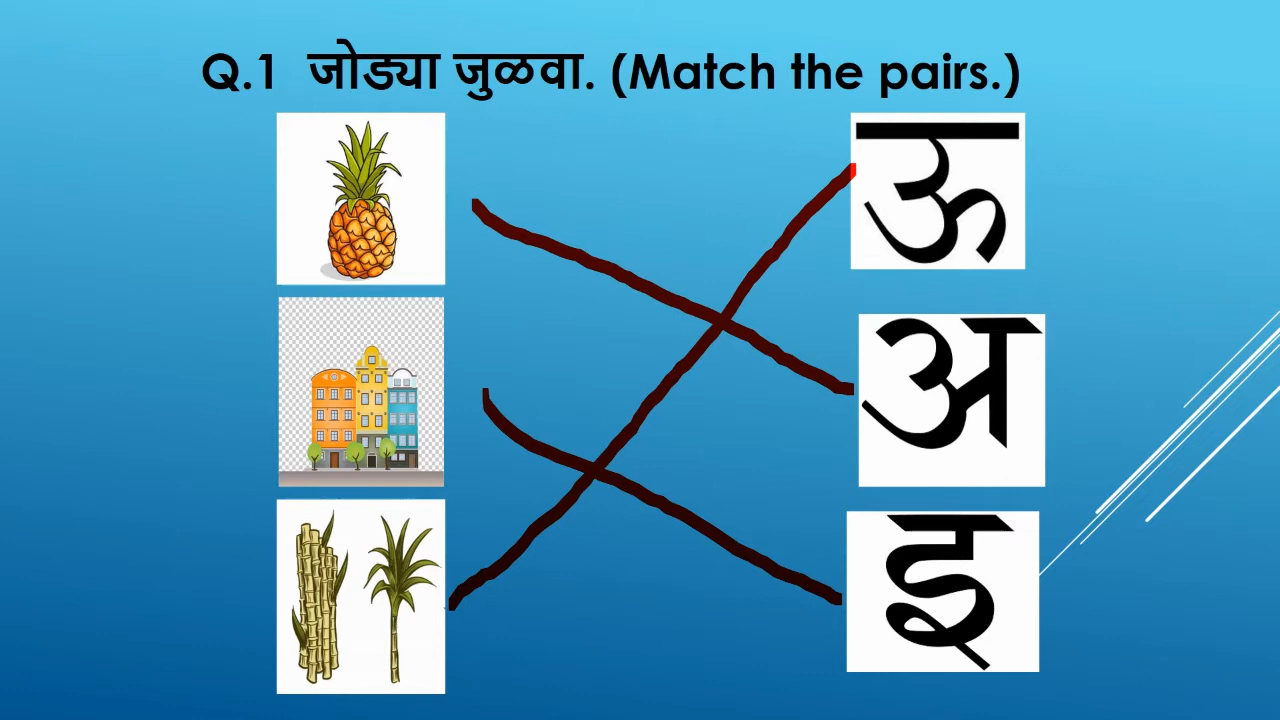 Q.1 जोड्या जुळवा. (Match the pairs.)
ऊ
अ
इ